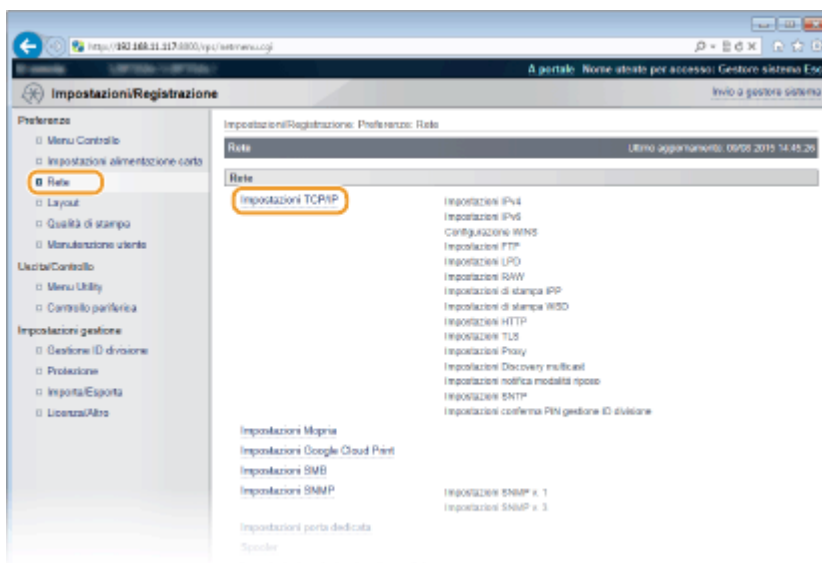 http://192.168.11.117:8000/rps/netmenu.cgi
A portale Nome utente per accesso: Gestore sistema Esc
Impostazioni/Registrazione
Invio a gestore sistema
Preferenze
Menu Controllo
Impostazioni alimentazione carta
Rete
Layout
Qualità di stampa
Manutenzione utente
Uscita/Controllo
Menu Utility
Controllo periferica
Impostazioni gestione
Gestione ID divisione
Protezione
Importa/Esporta
Licenza/Altro
Impostazioni/Registrazione: Preferenze: Rete
Rete
Ultimo aggiornamento: 09/06 2015 14.45.26
Rete
Impostazioni TCP/IP
Impostazioni IPv4
Impostazioni IPv6
Configurazione WINS
Impostazioni FTP
Impostazioni LPD
Impostazioni RAW
Impostazioni di stampa IPP
Impostazioni di stampa WSD
Impostazioni HTTP
Impostazioni TLS
Impostazioni Proxy
Impostazioni Discovery multicast
Impostazioni notifica modalità riposo
Impostazioni SNTP
Impostazioni conferma PIN gestione ID divisione
Impostazioni Mopria
Impostazioni Google Cloud Print
Impostazioni SMB
Impostazioni SNMP
Impostazioni SNMP v. 1
Impostazioni SNMP v. 3
Impostazioni porta dedicata
Spooler